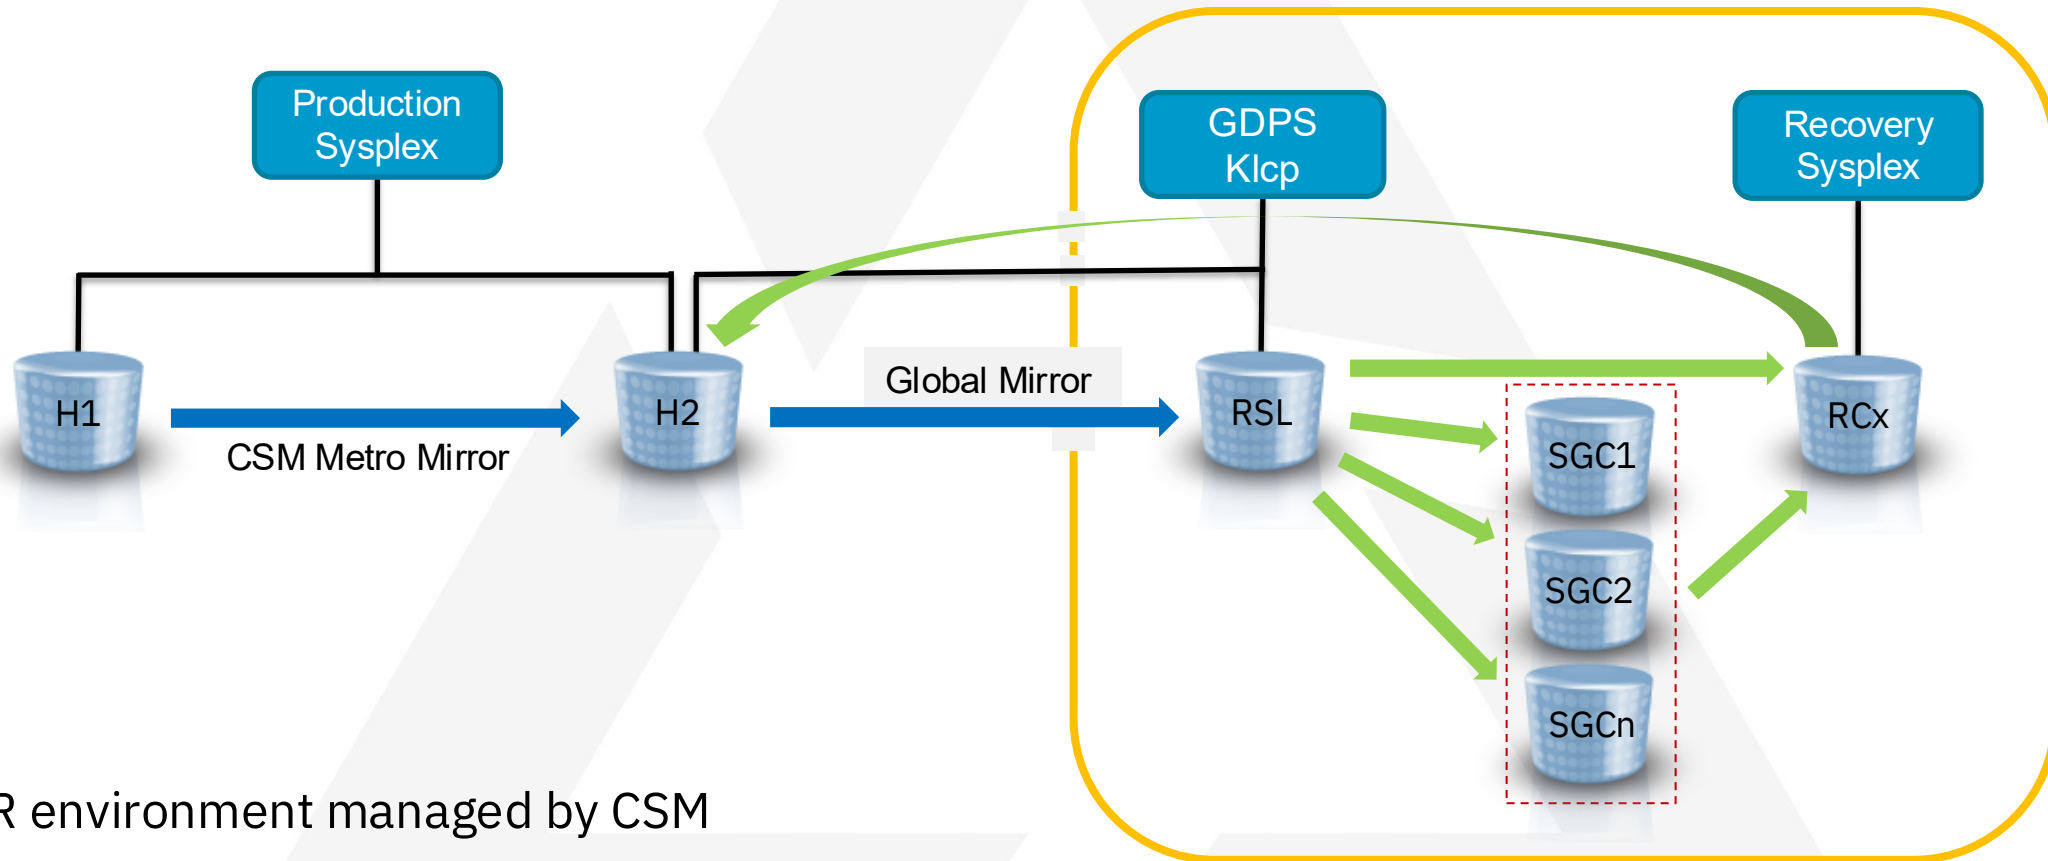 Production
Sysplex
GDPS
Klcp
Recovery
Sysplex
H1
CSM Metro Mirror
H2
Global Mirror
RSL
SGC1
SGC2
SGCn
RCx
R environment managed by CSM